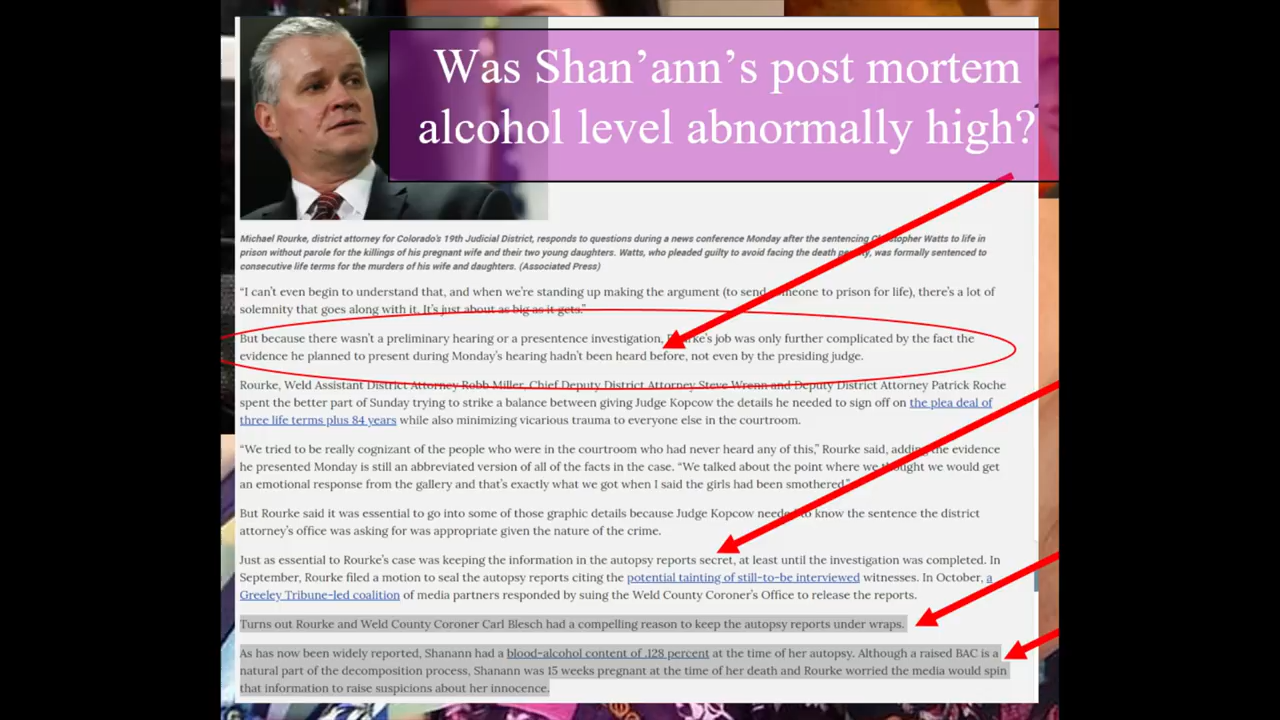 Was Shan’ann’s post mortem
alcohol level abnormally high?
Michael Rourke, district attorney for Colorado's 19th Judicial District, responds to questions during a news conference Monday after the sentencing Christopher Watts to life in
prison without parole for the killings of his pregnant wife and their two young daughters. Watts, who pleaded guilty to avoid facing the death penalty, was formally sentenced to
consecutive life terms for the murders of his wife and daughters. (Associated Press)
“I can’t even begin to understand that, and when we’re standing up making the argument (to send someone to prison for life), there’s a lot of
solemnity that goes along with it. It’s just about as big as it gets.”
But because there wasn’t a preliminary hearing or a presentence investigation, Rourke’s job was only further complicated by the fact the
evidence he planned to present during Monday’s hearing hadn’t been heard before, not even by the presiding judge.
Rourke, Weld Assistant District Attorney Robb Miller, Chief Deputy District Attorney Steve Wrenn and Deputy District Attorney Patrick Roche
spent the better part of Sunday trying to strike a balance between giving Judge Kopcow the details he needed to sign off on the plea deal of
three life terms plus 84 years while also minimizing vicarious trauma to everyone else in the courtroom.
“We tried to be really cognizant of the people who were in the courtroom who had never heard any of this,” Rourke said, adding the evidence
he presented Monday is still an abbreviated version of all of the facts in the case. “We talked about the point where we thought we would get
an emotional response from the gallery and that’s exactly what we got when I said the girls had been smothered.”
But Rourke said it was essential to go into some of those graphic details because Judge Kopcow needed to know the sentence the district
attorney’s office was asking for was appropriate given the nature of the crime.
Just as essential to Rourke’s case was keeping the information in the autopsy reports secret, at least until the investigation was completed. In
September, Rourke filed a motion to seal the autopsy reports citing the potential tainting of still-to-be interviewed witnesses. In October, a
Greeley Tribune-led coalition of media partners responded by suing the Weld County Coroner’s Office to release the reports.
Turns out Rourke and Weld County Coroner Carl Blesch had a compelling reason to keep the autopsy reports under wraps.
As has now been widely reported, Shanann had a blood-alcohol content of .128 percent at the time of her autopsy. Although a raised BAC is a
natural part of the decomposition process, Shanann was 15 weeks pregnant at the time of her death and Rourke worried the media would spin
that information to raise suspicions about her innocence.